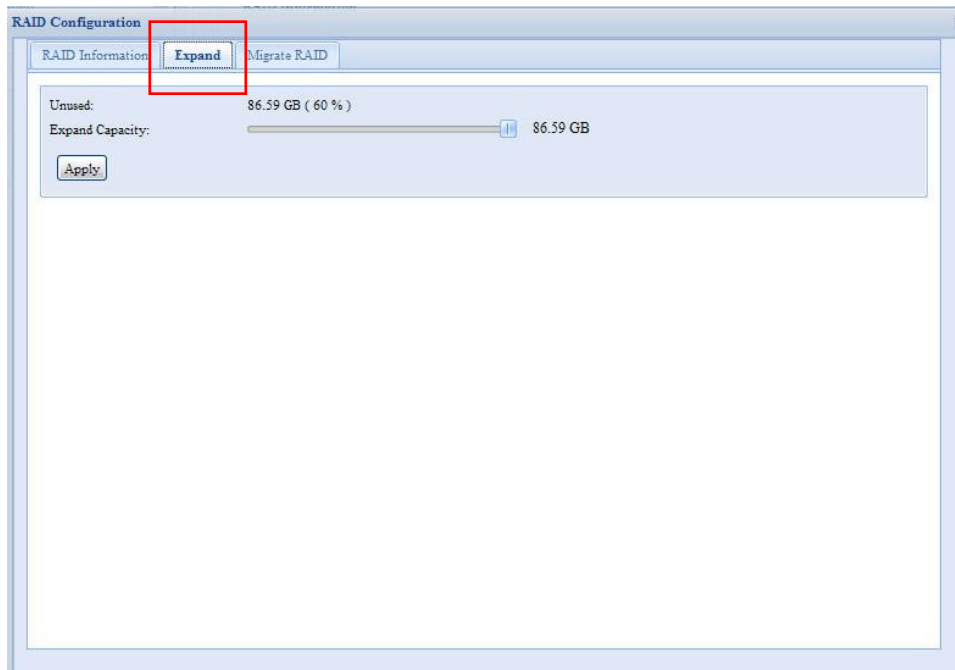 RAID Configuration
RAID Information Expand Migrate RAID
Unused: 86.59 GB ( 60 % )
Expand Capacity: 86.59 GB
Apply